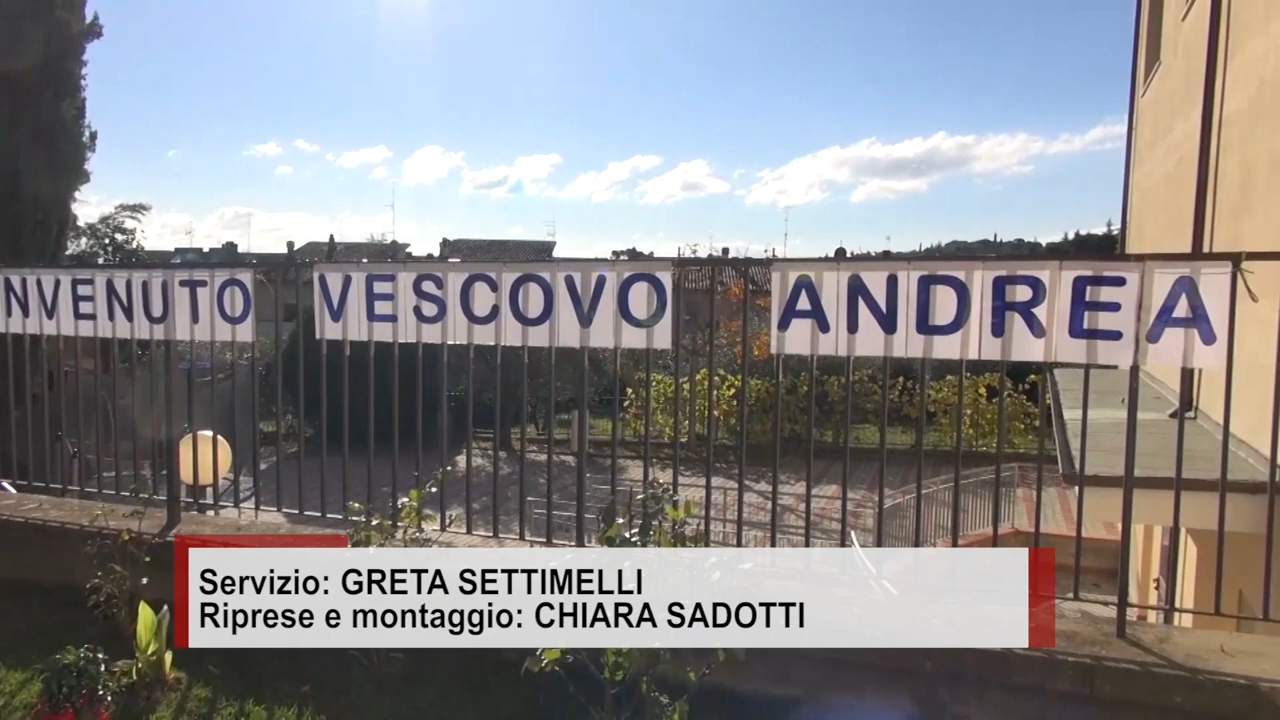 NVENUTO VESCOVO ANDREA
Servizio: GRETA SETTIMELLI
Riprese e montaggio: CHIARA SADOTTI